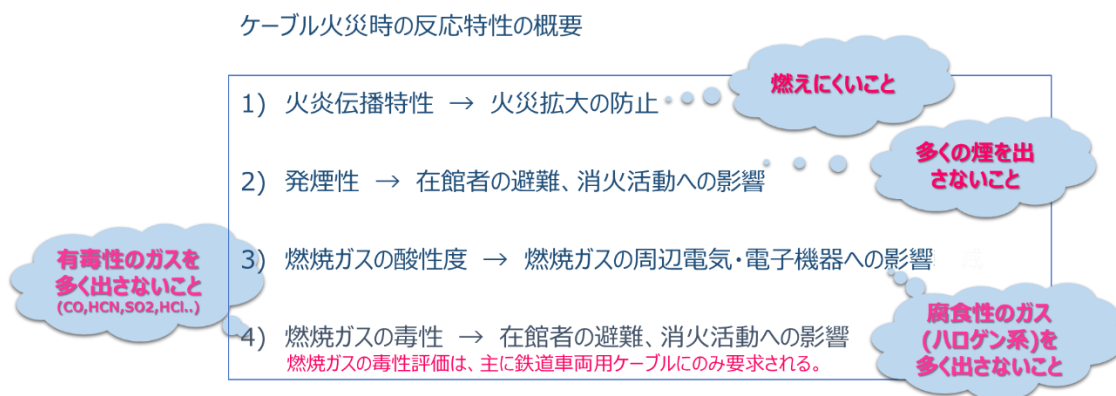 ケーブル火災時の反応特性の概要
1) 火炎伝播特性 → 火災拡大の防止
燃えにくいこと
2) 発煙性 → 在館者の避難、消火活動への影響
多くの煙を出
さないこと
3) 燃焼ガスの酸性度 → 燃焼ガスの周辺電気・電子機器への影響
腐食性のガス
(ハロゲン系)を
多く出さないこと
4) 燃焼ガスの毒性 → 在館者の避難、消火活動への影響
燃焼ガスの毒性評価は、主に鉄道車両用ケーブルにのみ要求される。
有毒性のガスを
多く出さないこと
(CO,HCN,SO2,HCl..)